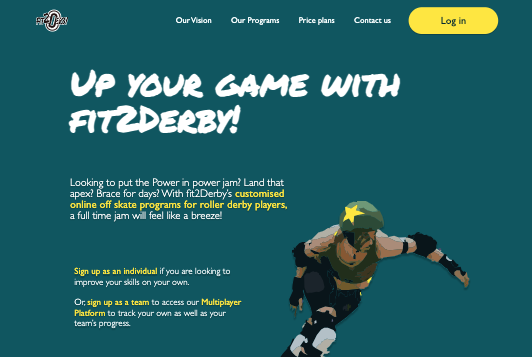 FIT2DERBY
Our Vision
Our Programs
Price plans
Contact us
Log in
Up your game with
fit2Derby!
Looking to put the Power in power jam? Land that
apex? Brace for days? With fit2Derby's customised
online off skate programs for roller derby players,
a full time jam will feel like a breeze!
Sign up as an individual if you are looking to
improve your skills on your own.
Or, sign up as a team to access our Multiplayer
Platform to track your own as well as your
team's progress.